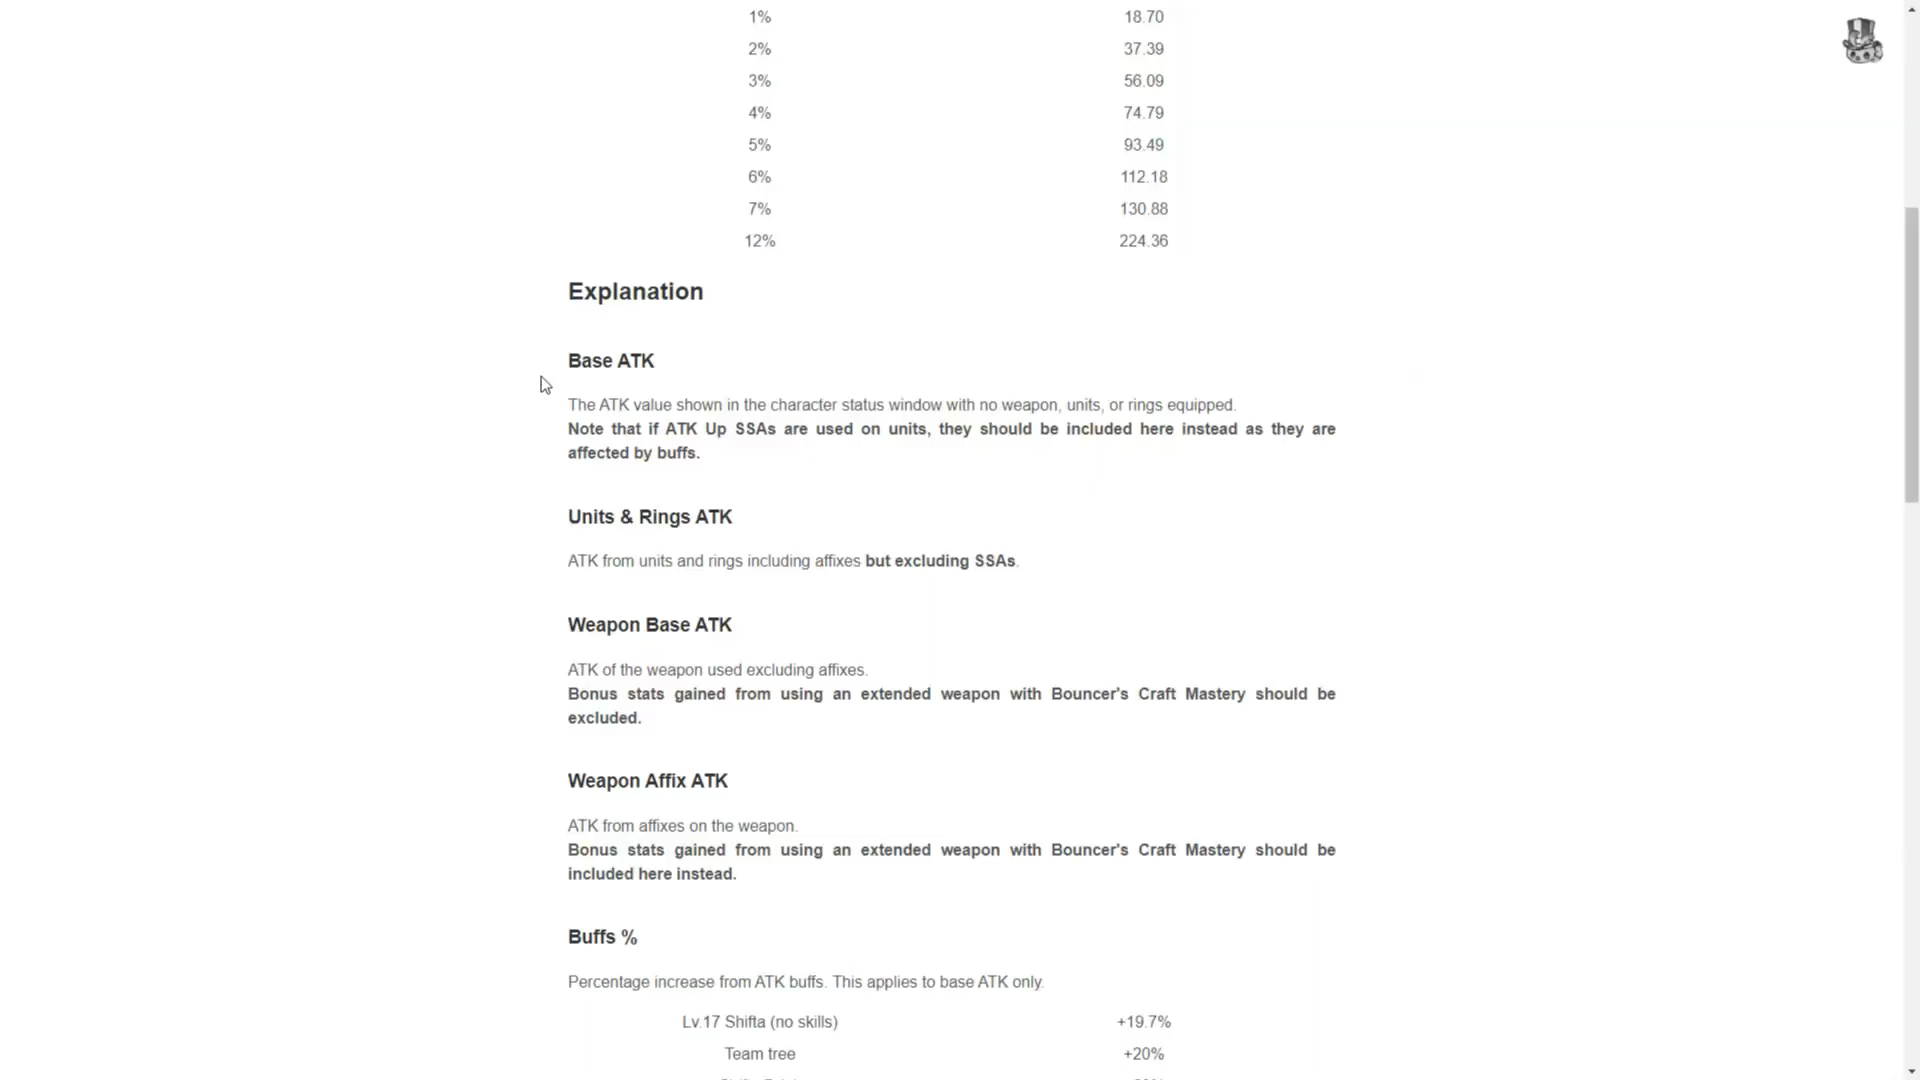 1% 18.70
2% 37.39
3% 56.09
4% 74.79
5% 93.49
6% 112.18
7% 130.88
12% 224.36
Explanation
Base ATK
The ATK value shown in the character status window with no weapon, units, or rings equipped.
Note that if ATK Up SSAs are used on units, they should be included here instead as they are
affected by buffs.
Units & Rings ATK
ATK from units and rings including affixes but excluding SSAs.
Weapon Base ATK
ATK of the weapon used excluding affixes.
Bonus stats gained from using an extended weapon with Bouncer's Craft Mastery should be
excluded.
Weapon Affix ATK
ATK from affixes on the weapon.
Bonus stats gained from using an extended weapon with Bouncer's Craft Mastery should be
included here instead.
Buffs %
Percentage increase from ATK buffs. This applies to base ATK only.
Lv.17 Shifta (no skills) +19.7%
Team tree +20%